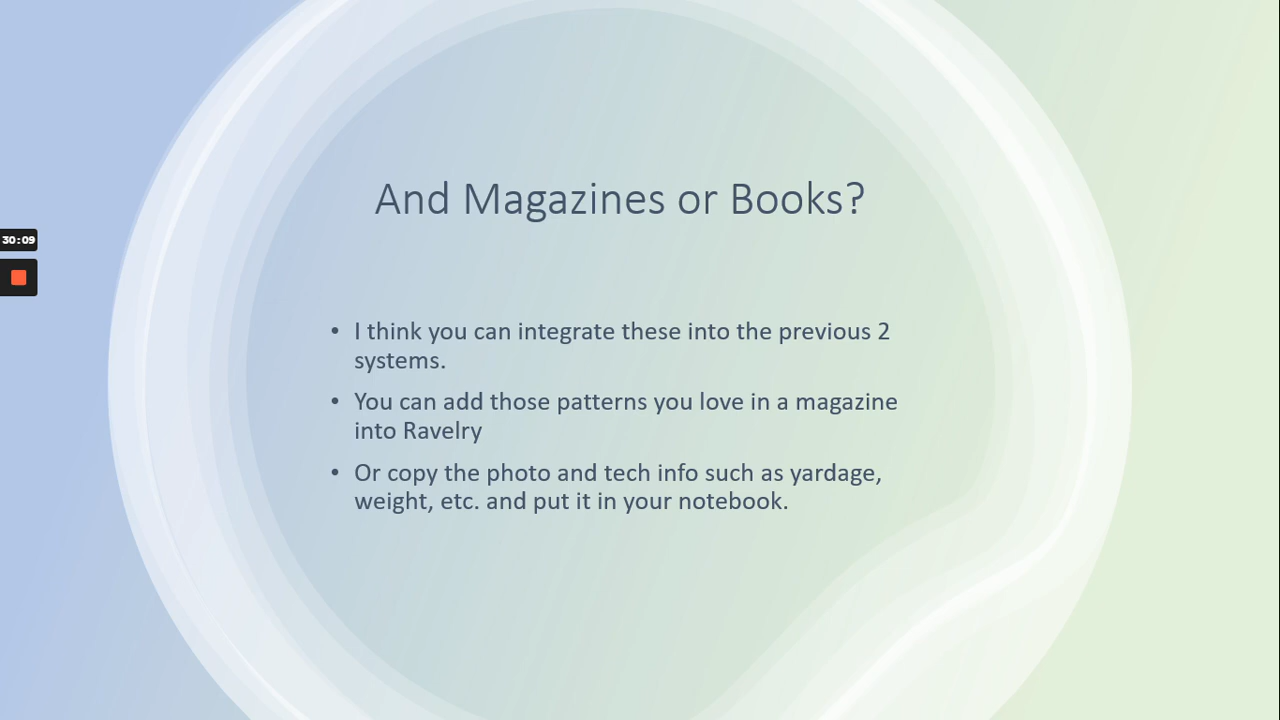 And Magazines or Books?
30:09
• I think you can integrate these into the previous 2
systems.
• You can add those patterns you love in a magazine
into Ravelry
• Or copy the photo and tech info such as yardage,
weight, etc. and put it in your notebook.